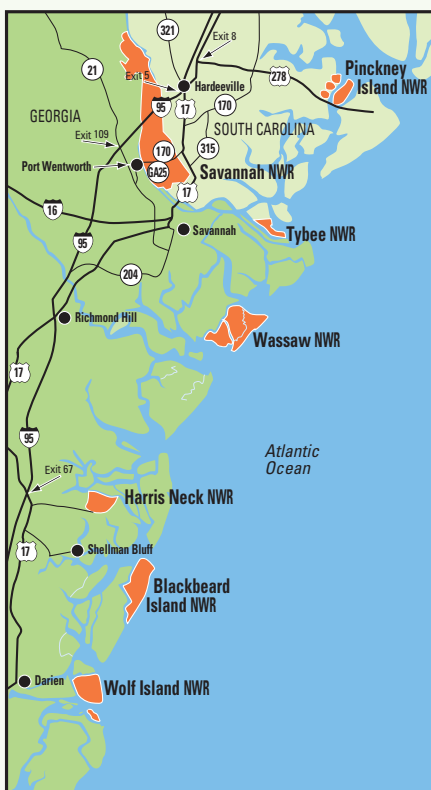 321
Exit 8
21
Exit 5
Hardeeville
278
Pinckney
Island NWR
95
17
170
GEORGIA
SOUTH CAROLINA
Exit 109
170
315
Port Wentworth
GA25
Savannah NWR
17
16
Savannah
Tybee NWR
95
204
Richmond Hill
Wassaw NWR
17
95
Atlantic
Ocean
Exit 67
Harris Neck NWR
17
Shellman Bluff
Blackbeard
Island NWR
Darien
Wolf Island NWR